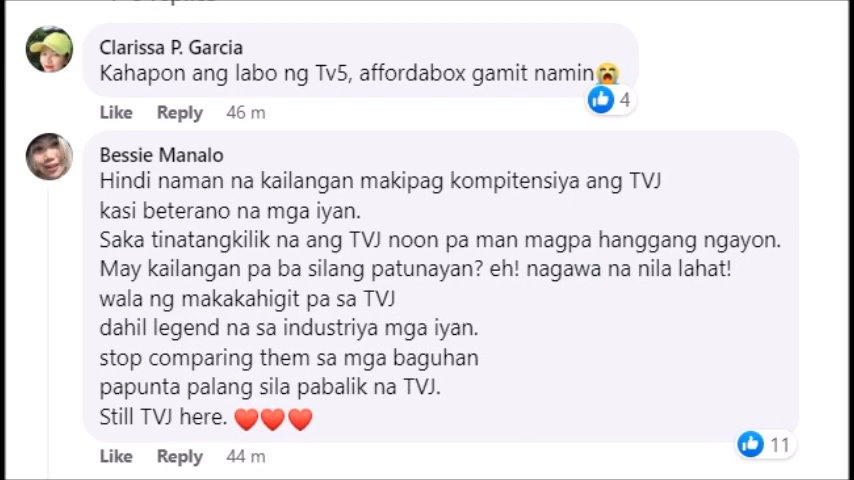 Clarissa P. Garcia
Kahapon ang labo ng Tv5, affordabox gamit namin😭
4
Like Reply 46 m
Bessie Manalo
Hindi naman na kailangan makipag kompitensiya ang TVJ
kasi beterano na mga iyan.
Saka tinatangkilik na ang TVJ noon pa man magpa hanggang ngayon.
May kailangan pa ba silang patunayan? eh! nagawa na nila lahat!
wala ng makakahigit pa sa TVJ
dahil legend na sa industriya mga iyan.
stop comparing them sa mga baguhan
papunta palang sila pabalik na TVJ.
Still TVJ here. ❤️❤️❤️
11
Like Reply 44 m